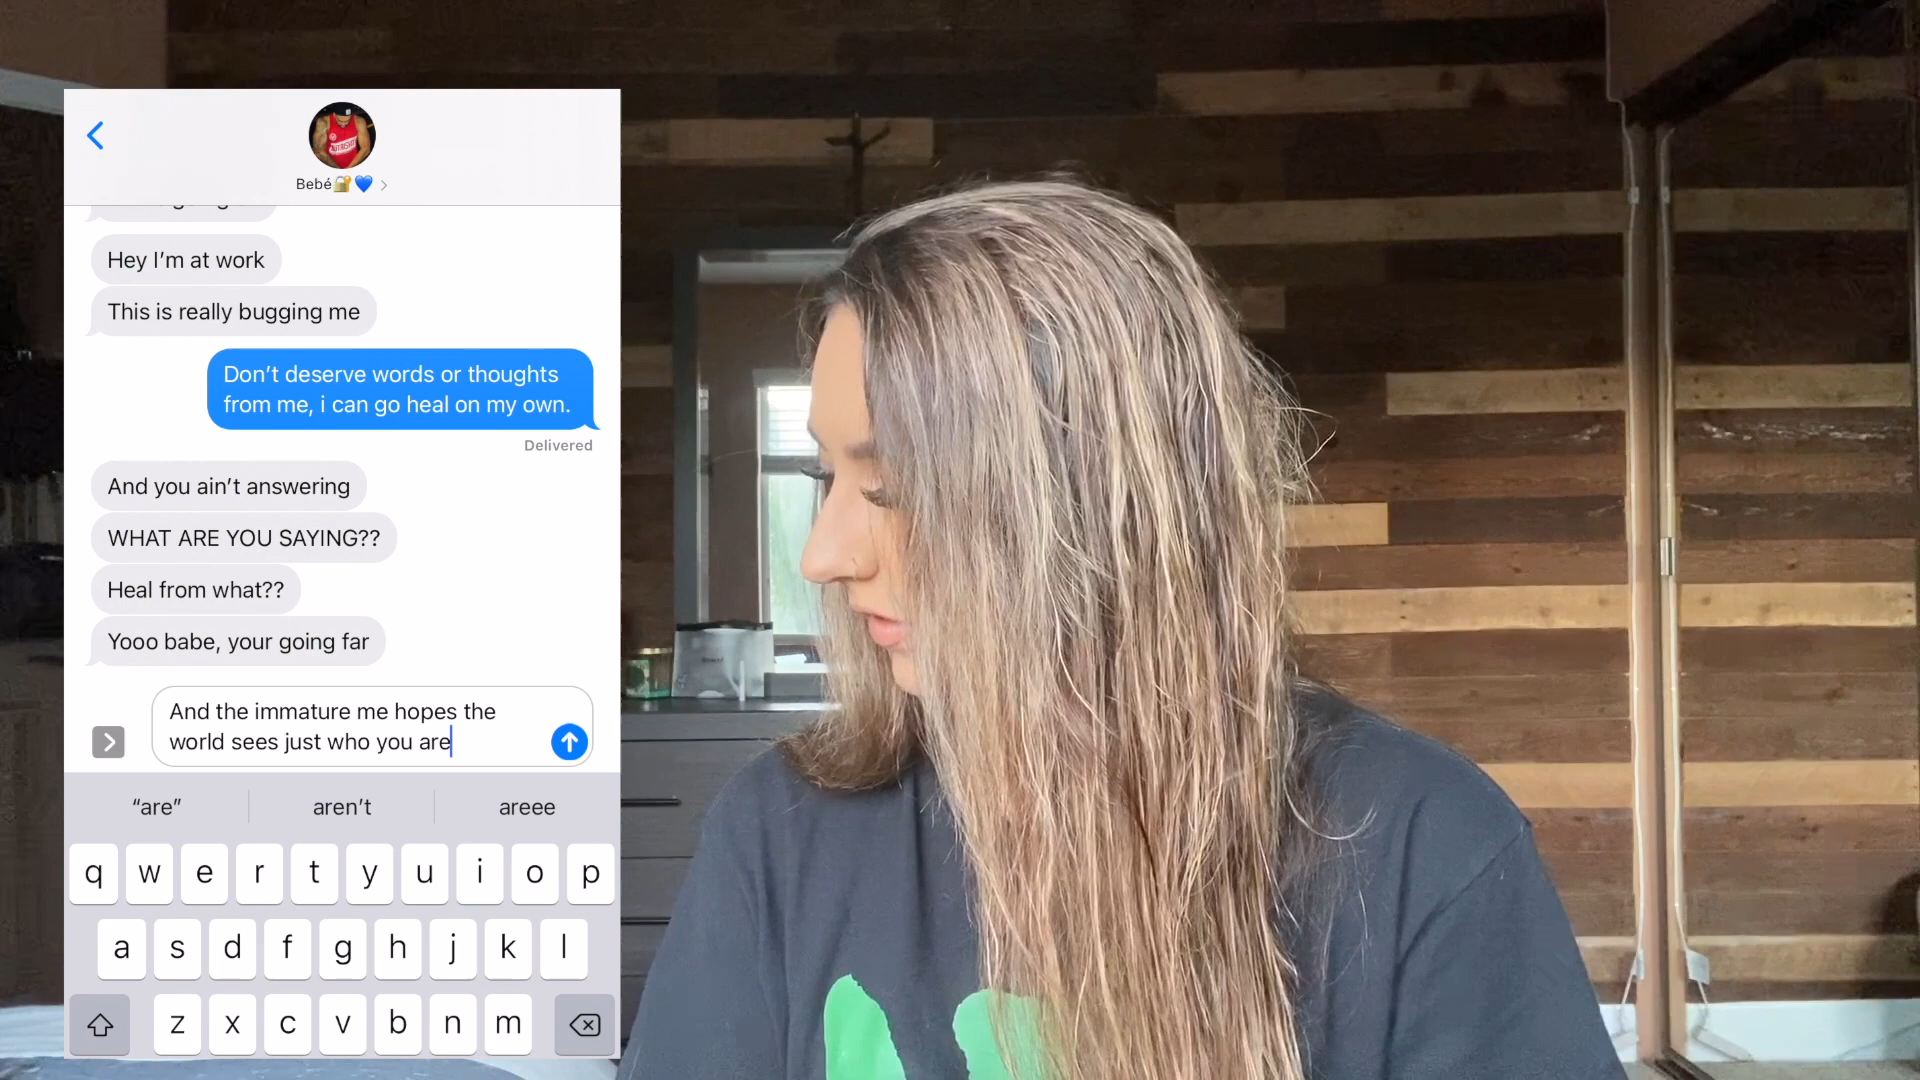 Bebé🔐💙
Hey I’m at work
This is really bugging me
Don’t deserve words or thoughts
from me, i can go heal on my own.
Delivered
And you ain’t answering
WHAT ARE YOU SAYING??
Heal from what??
Yooo babe, your going far
And the immature me hopes the
world sees just who you are
“are” aren’t areee
q w e r t y u i o p
a s d f g h j k l
z x c v b n m